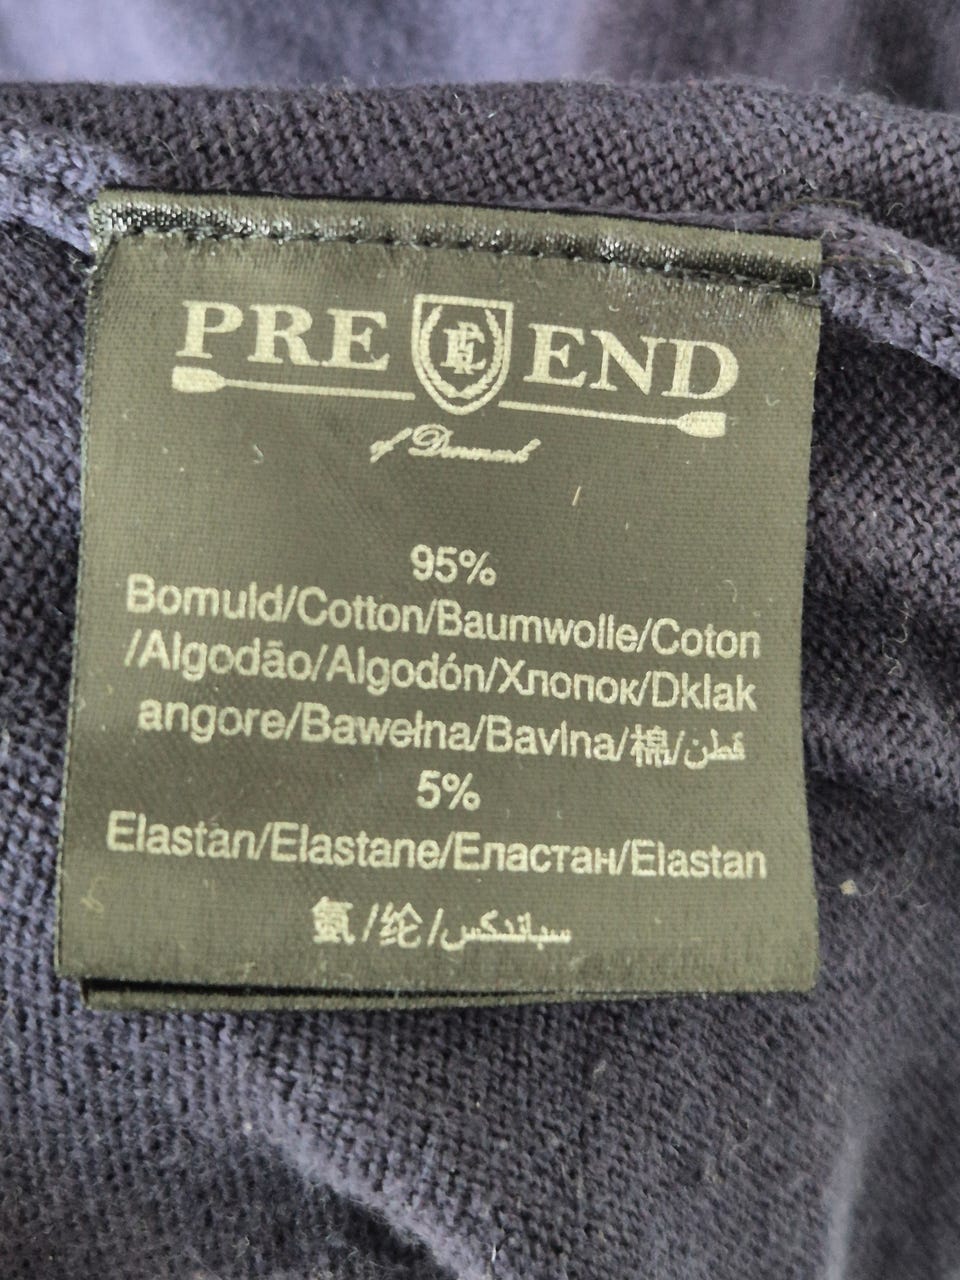 PRE END
of Denmark
95%
Bomuld/Cotton/Baumwolle/Coton
/Algodão/Algodón/Хлопок/Dklak
angore/Bawełna/Bavlna/棉/قطن
5%
Elastan/Elastane/Еластан/Elastan
氨/纶/سباندكس